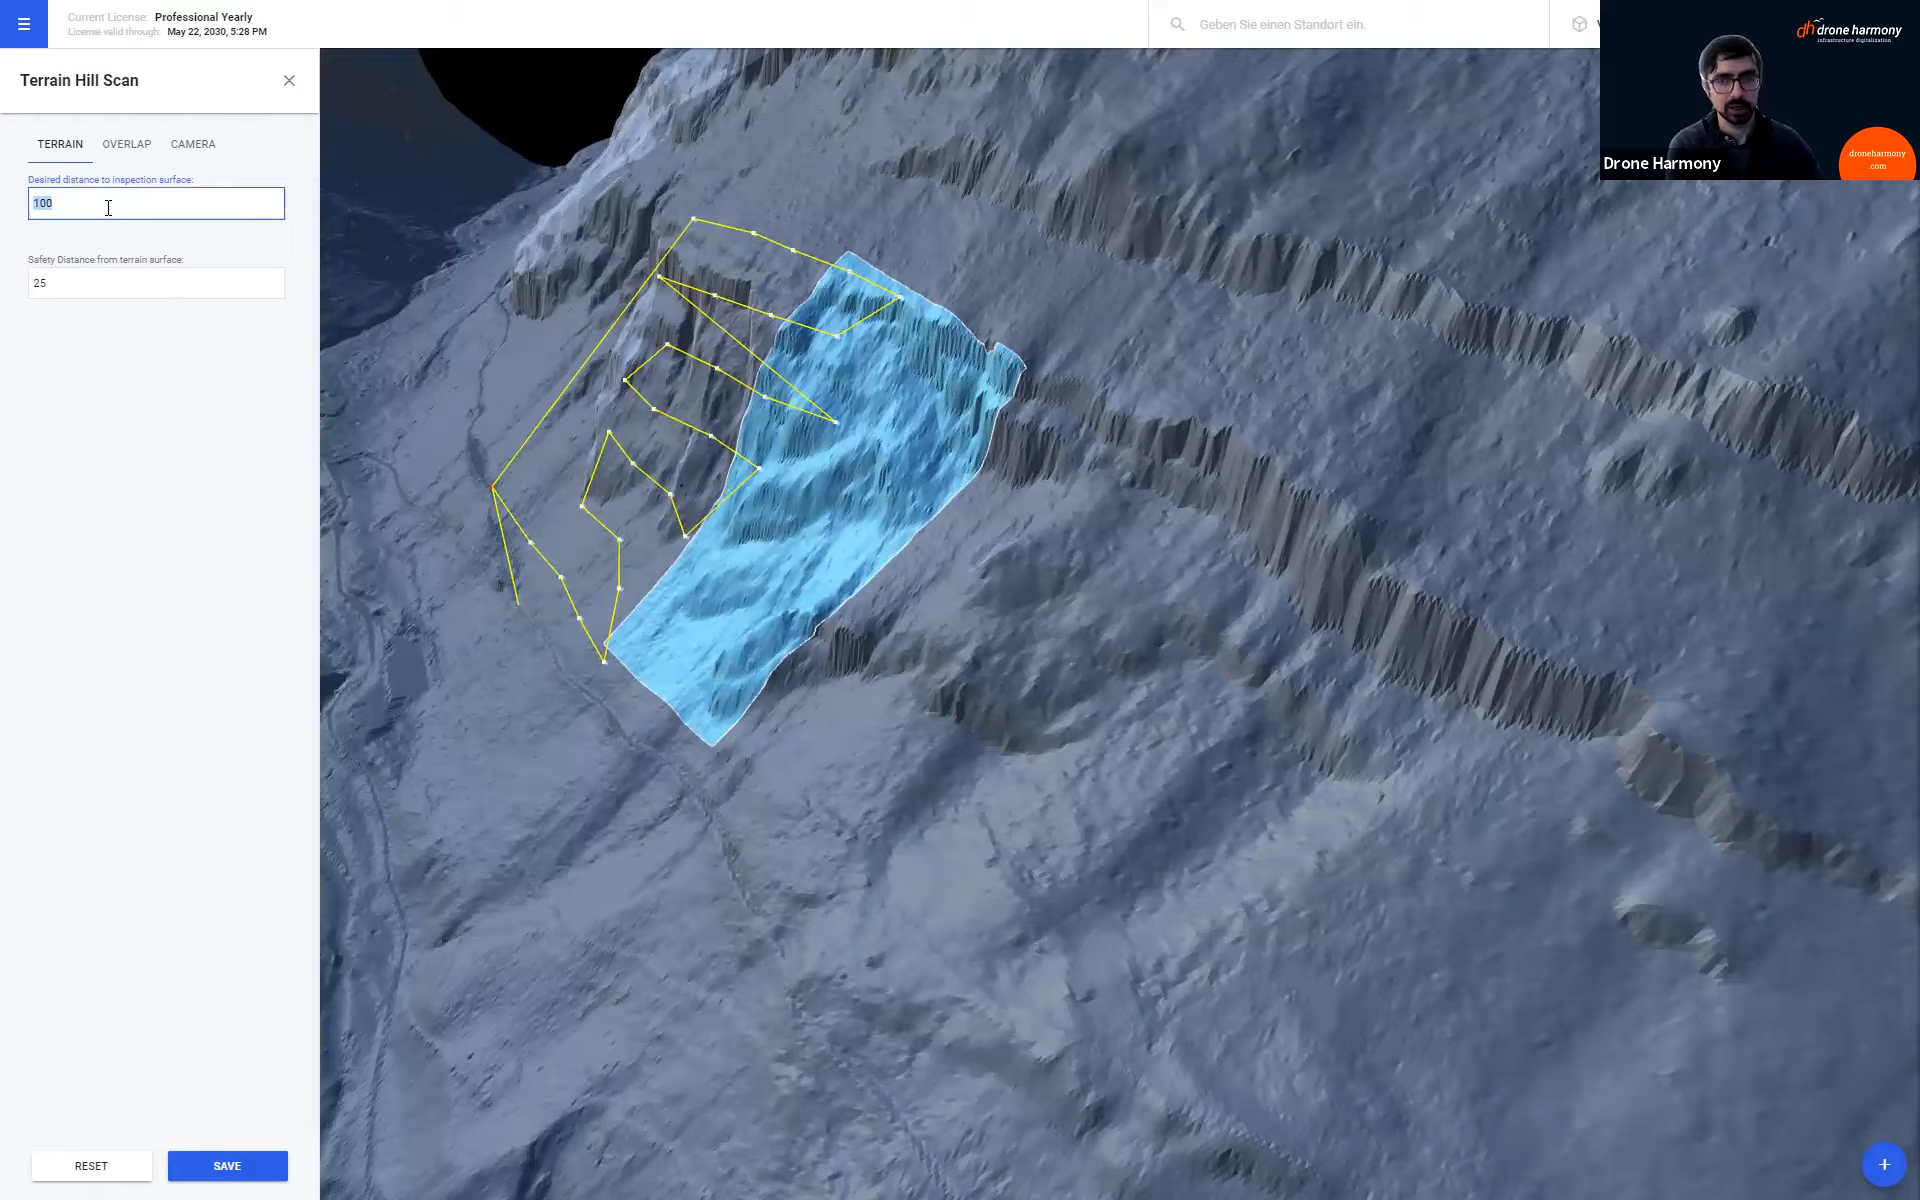 Current License: Professional Yearly
License valid through: May 22, 2030, 5:28 PM
Geben Sie einen Standort ein.
dh drone harmony
infrastructure digitalization
droneharmony
.com
Drone Harmony
Terrain Hill Scan
TERRAIN OVERLAP CAMERA
Desired distance to inspection surface:
100
Safety Distance from terrain surface:
25
RESET SAVE